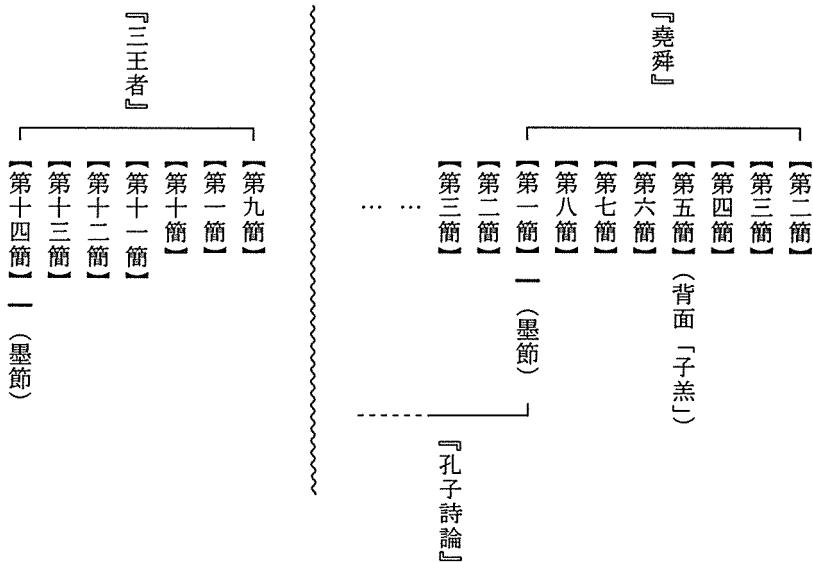 『堯舜』
【第二簡】
【第三簡】
【第四簡】
【第五簡】(背面「子羔」)
【第六簡】
【第七簡】
【第八簡】
【第一簡】━(墨節)
【第二簡】
【第三簡】
……
『孔子詩論』
『三王者』
【第九簡】
【第一簡】
【第十簡】
【第十一簡】
【第十二簡】
【第十三簡】
【第十四簡】━(墨節)